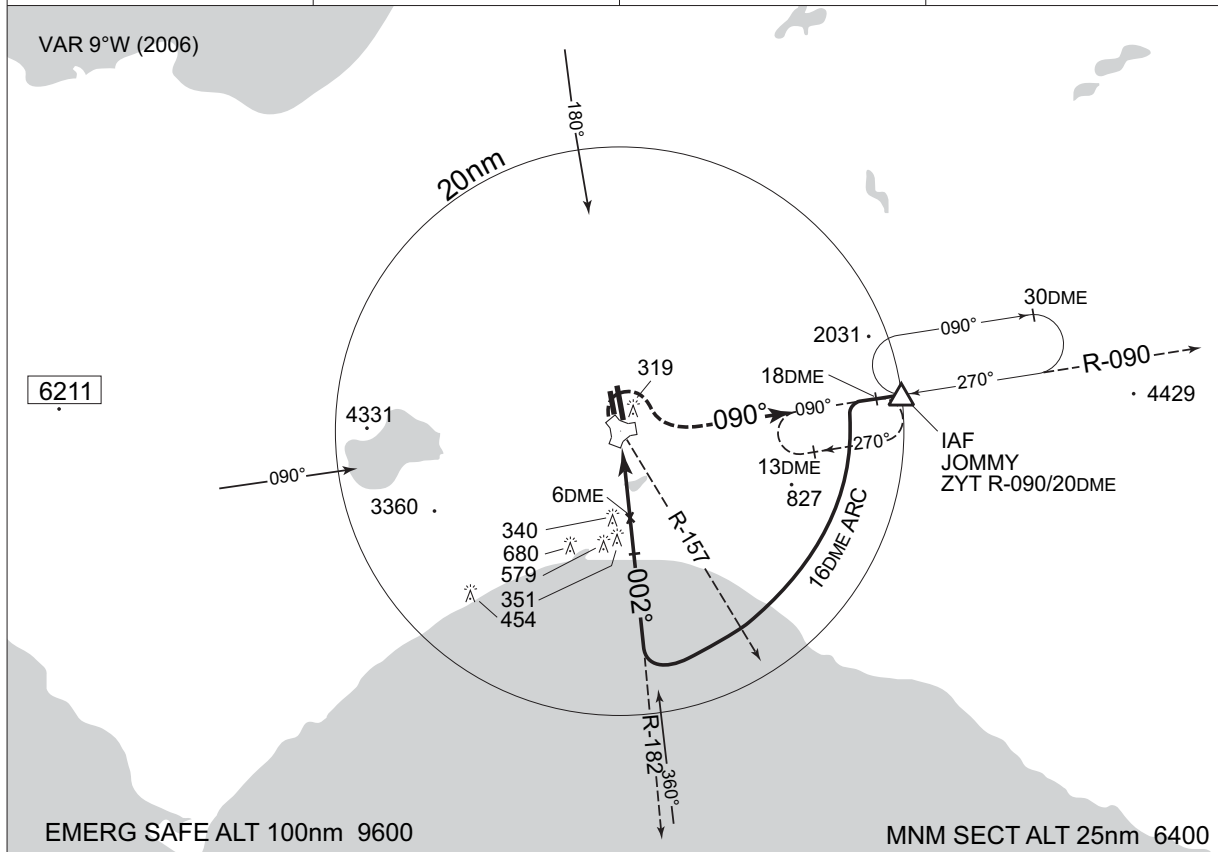 VAR 9°W (2006)
180°
20nm
30DME
090°
2031
R-090
319
18DME
270°
6211
4429
090°
090°
4331
270°
IAF
JOMMY
ZYT R-090/20DME
13DME
090°
6DME
827
3360
R-157
340
680
16DME ARC
579
002°
351
454
R-182
360°
EMERG SAFE ALT 100nm 9600
MNM SECT ALT 25nm 6400